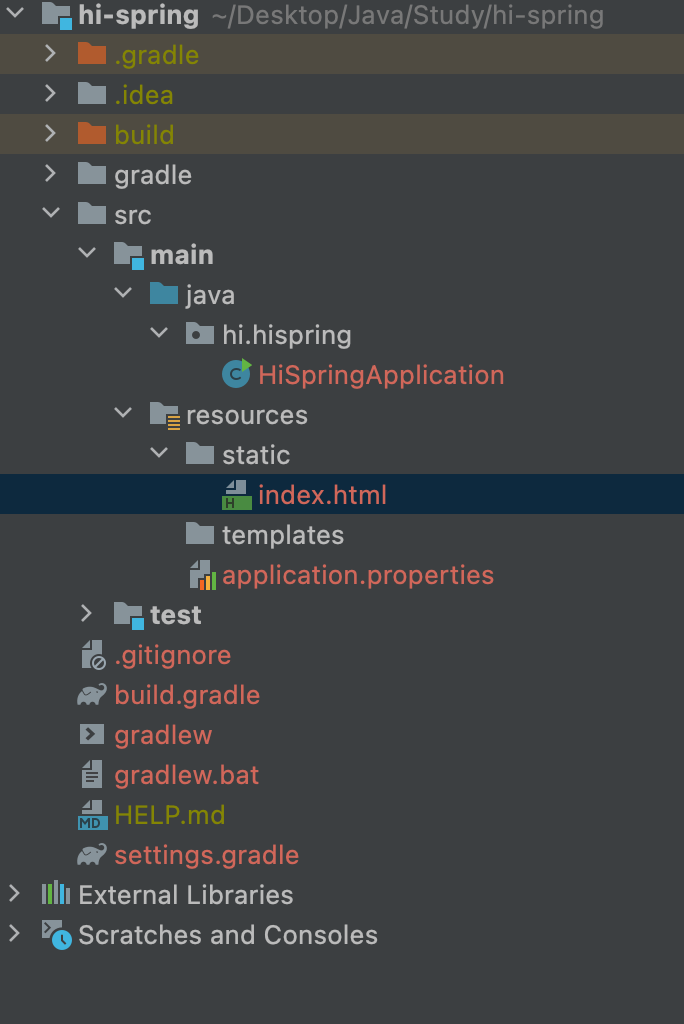 hi-spring ~/Desktop/Java/Study/hi-spring
.gradle
.idea
build
gradle
src
main
java
hi.hispring
C HiSpringApplication
resources
static
H index.html
templates
application.properties
test
.gitignore
build.gradle
gradlew
gradlew.bat
MD HELP.md
settings.gradle
External Libraries
Scratches and Consoles